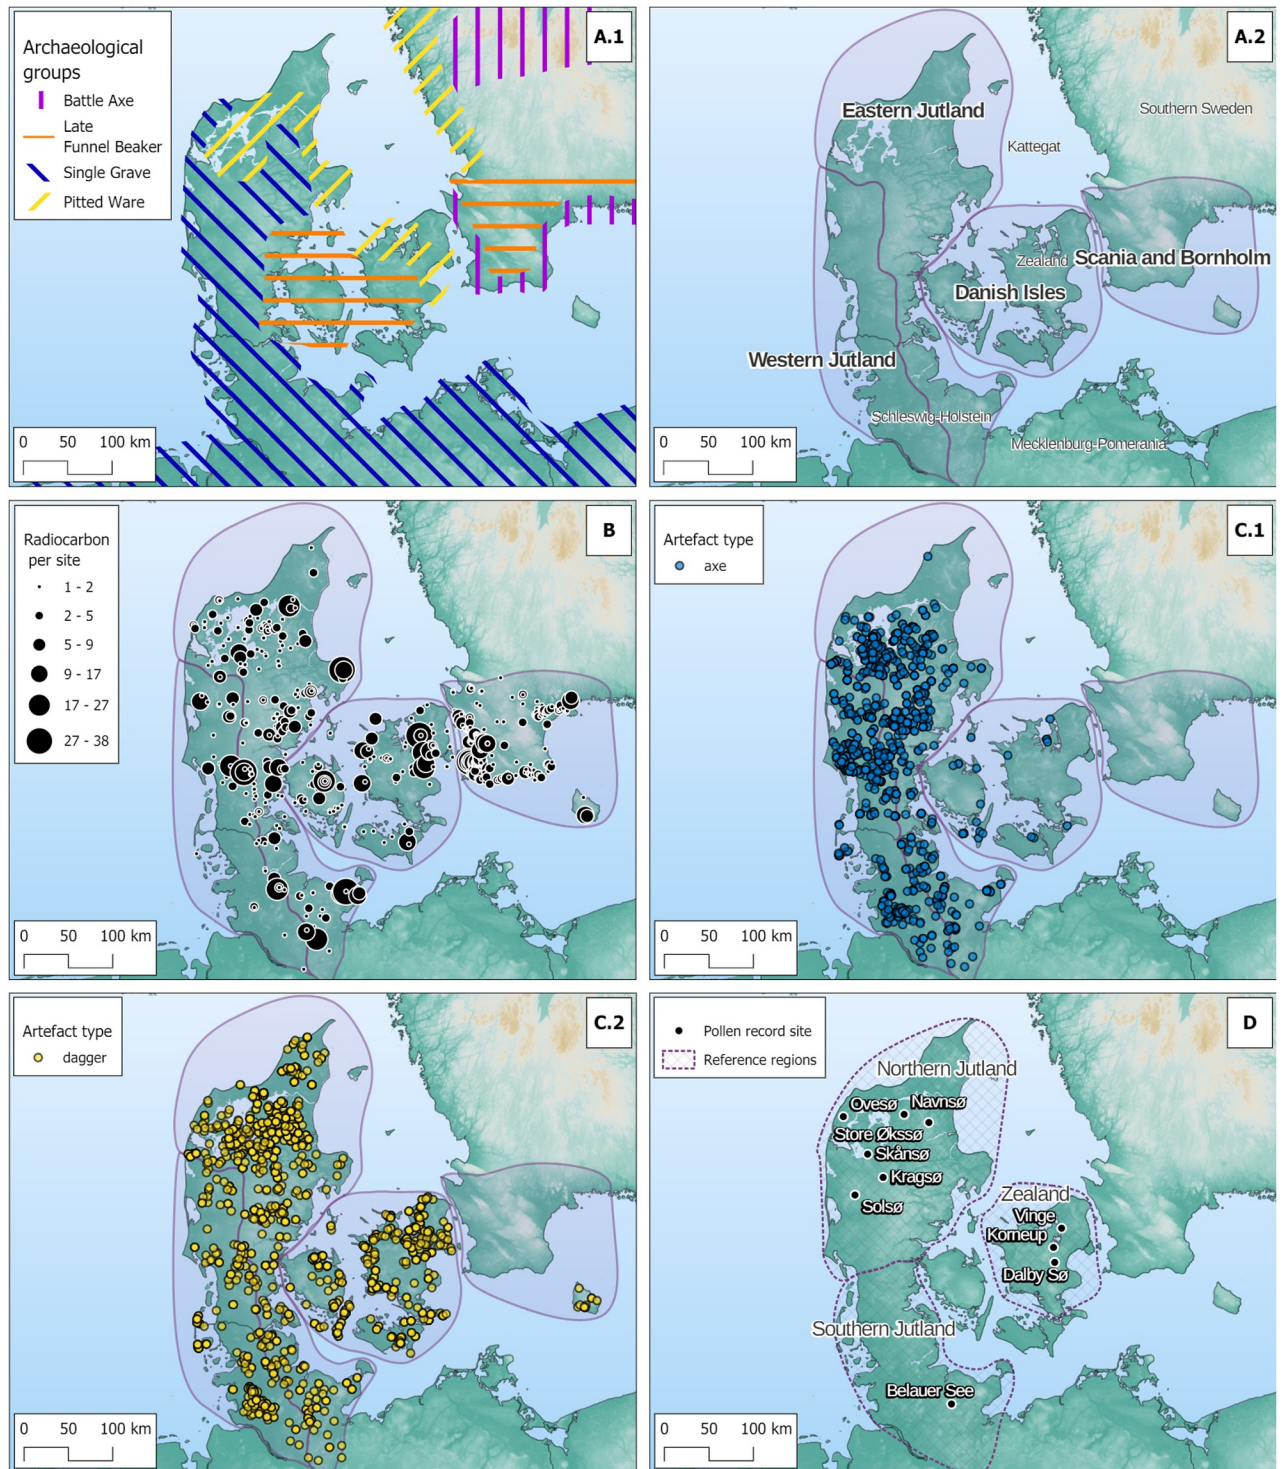 A.1
Archaeological
groups
Battle Axe
Late
Funnel Beaker
Single Grave
Pitted Ware
0 50 100 km
A.2
Eastern Jutland
Southern Sweden
Kattegat
Zealand
Scania and Bornholm
Danish Isles
Western Jutland
Schleswig-Holstein
Mecklenburg-Pomerania
0 50 100 km
B
Radiocarbon
per site
1 - 2
2 - 5
5 - 9
9 - 17
17 - 27
27 - 38
0 50 100 km
C.1
Artefact type
axe
0 50 100 km
C.2
Artefact type
dagger
0 50 100 km
D
Pollen record site
Reference regions
Northern Jutland
Ovesø
Navnsø
Store Økssø
Skånsø
Kragsø
Solsø
Zealand
Vinge
Korneup
Dalby Sø
Southern Jutland
Belauer See
0 50 100 km